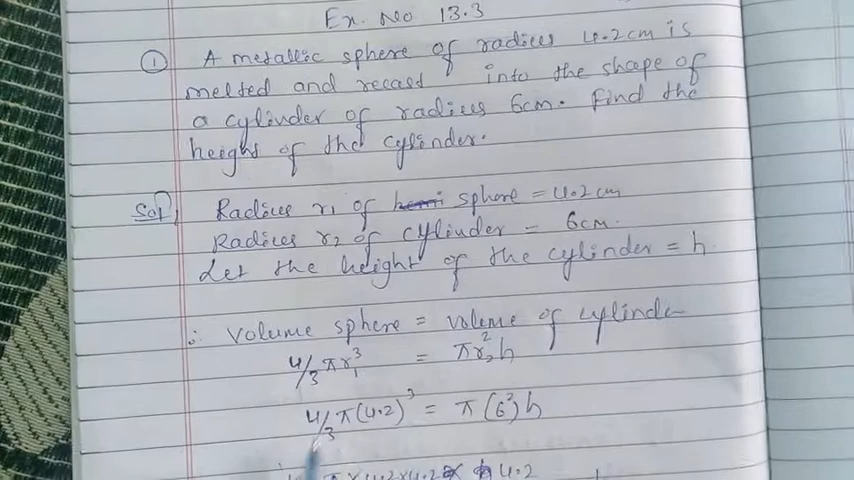 Ex. No 13.3
① A metallic sphere of radius 4.2cm is
melted and recast into the shape of
a cylinder of radius 6cm. Find the
height of the cylinder.
Sol, Radius r₁ of sphere = 4.2 cm
Radius r₂ of cylinder = 6cm.
Let the height of the cylinder = h
∴ Volume sphere = volume of cylinder
4/3 πr₁³ = πr₂²h
4/3 π(4.2)³ = π(6²)h